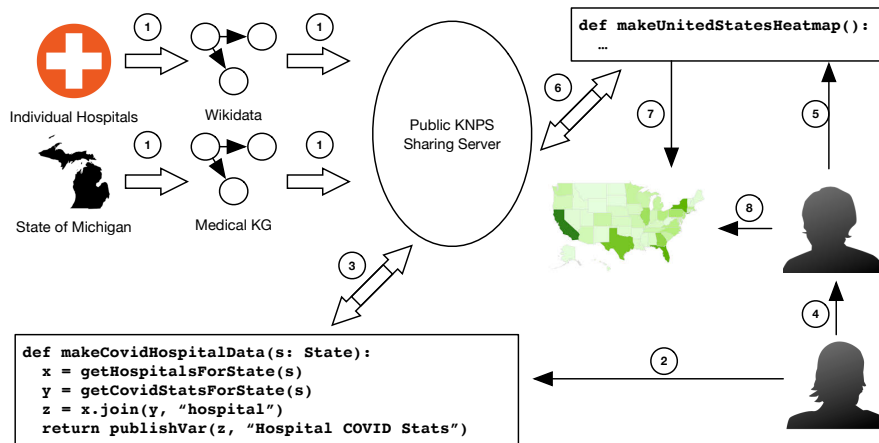 1
1
def makeUnitedStatesHeatmap():
…
Individual Hospitals
Wikidata
Public KNPS
Sharing Server
6
7
5
1
1
State of Michigan
Medical KG
8
3
4
2
def makeCovidHospitalData(s: State):
x = getHospitalsForState(s)
y = getCovidStatsForState(s)
z = x.join(y, “hospital”)
return publishVar(z, “Hospital COVID Stats”)